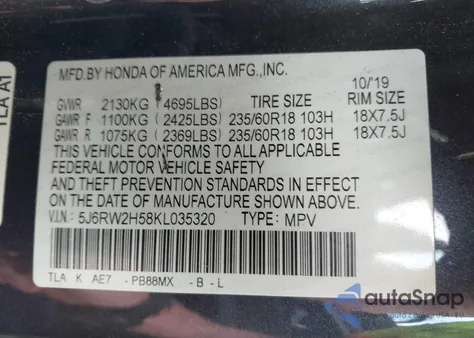 TLA A1
MFD.BY HONDA OF AMERICA MFG.,INC.
10/'19
GVWR 2130KG (4695LBS) TIRE SIZE RIM SIZE
GAWR F 1100KG (2425LBS) 235/60R18 103H 18X7.5J
GAWR R 1075KG (2369LBS) 235/60R18 103H 18X7.5J
THIS VEHICLE CONFORMS TO ALL APPLICABLE
FEDERAL MOTOR VEHICLE SAFETY
AND THEFT PREVENTION STANDARDS IN EFFECT
ON THE DATE OF MANUFACTURE SHOWN ABOVE.
V.I.N.: 5J6RW2H58KL035320 TYPE: MPV
TLA K AE7 - PB88MX - B - L
autoSnap